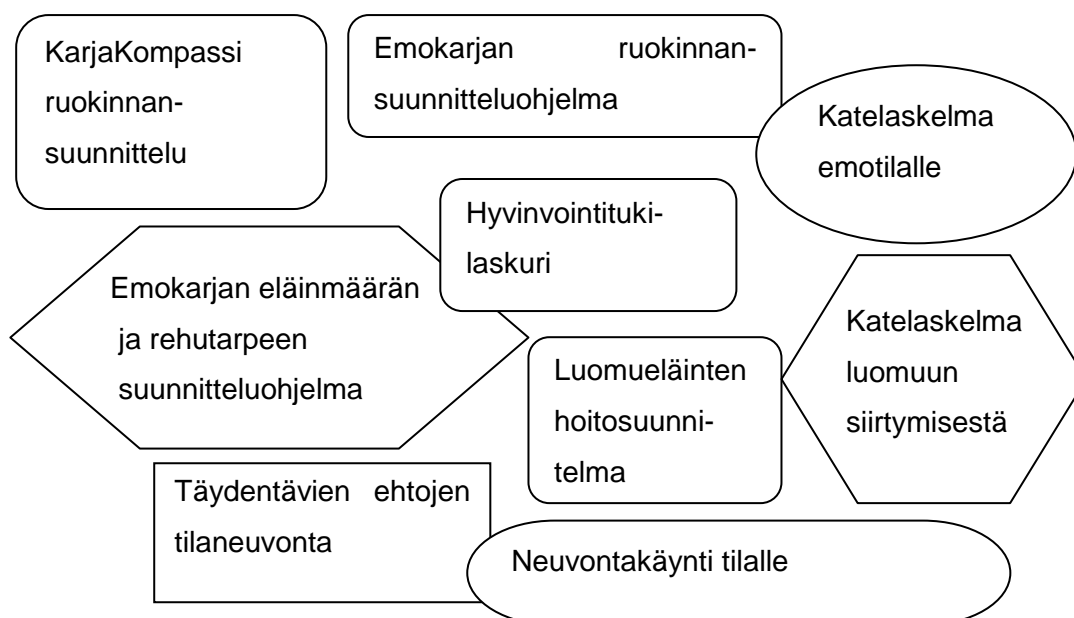 KarjaKompassi
ruokinnan-
suunnittelu
Emokarjan ruokinnan-
suunnitteluohjelma
Katelaskelma
emotilalle
Hyvinvointituki-
laskuri
Emokarjan eläinmäärän
ja rehutarpeen
suunnitteluohjelma
Katelaskelma
luomuun
siirtymisestä
Luomueläinten
hoitosuunni-
telma
Täydentävien ehtojen
tilaneuvonta
Neuvontakäynti tilalle